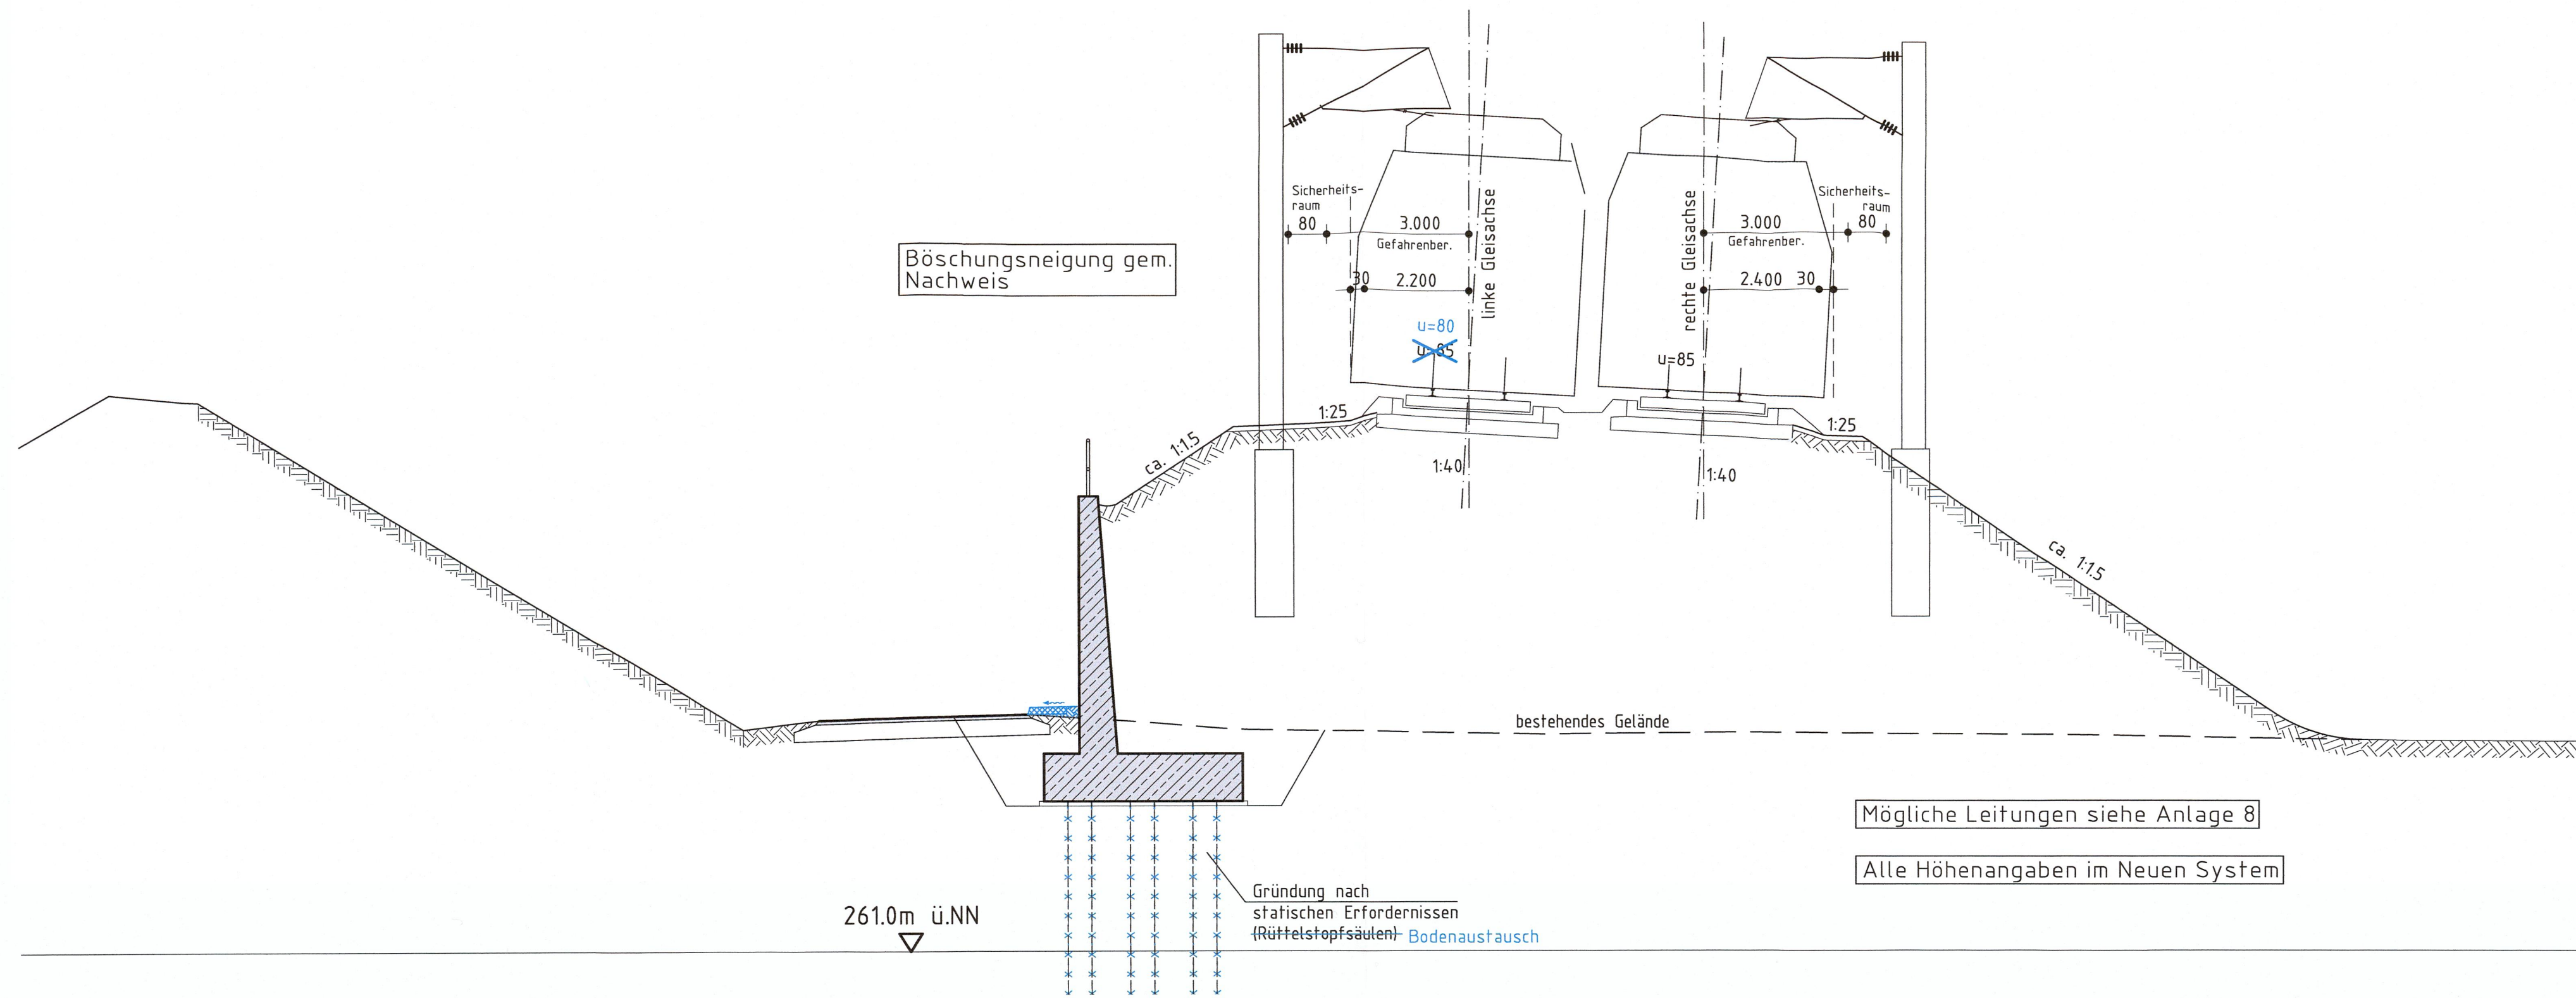 Sicherheits-
raum
80
3.000
Gefahrenber.
30
2.200
linke Gleisachse
u=80
u=85
Sicherheits-
raum
80
3.000
Gefahrenber.
2.400 30
rechte Gleisachse
u=85
Böschungsneigung gem.
Nachweis
1:25
1:25
ca. 1:1.5
1:40
1:40
ca. 1:1.5
bestehendes Gelände
Mögliche Leitungen siehe Anlage 8
Alle Höhenangaben im Neuen System
Gründung nach
statischen Erfordernissen
(Rüttelstopfsäulen) Bodenaustausch
261.0m ü.NN